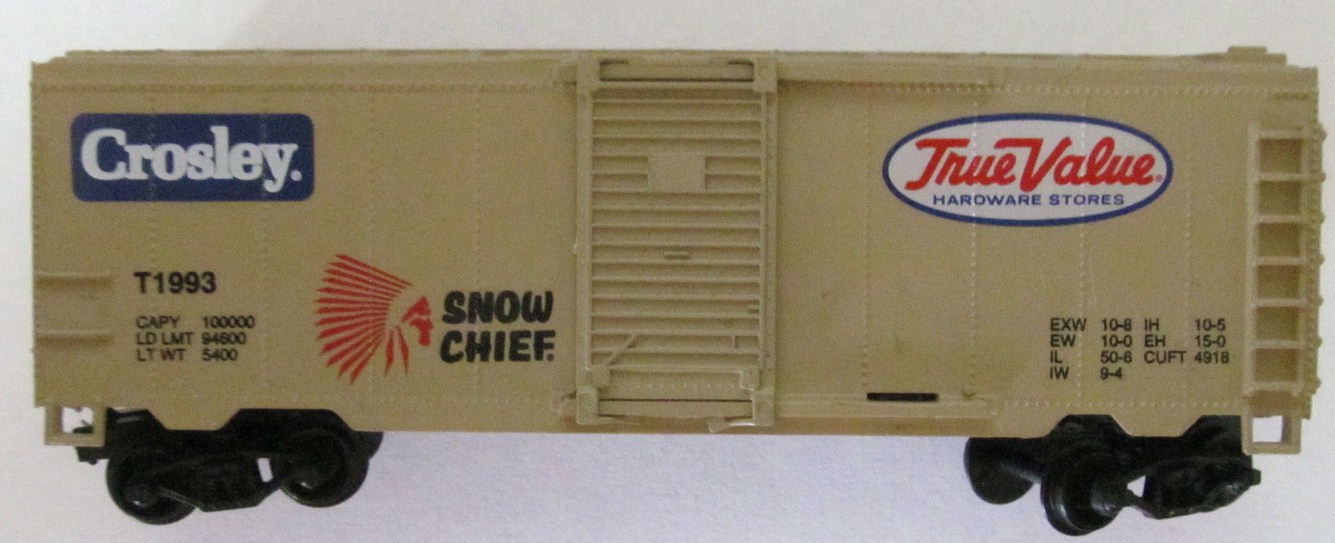 Crosley.
True Value®
HARDWARE STORES
T1993
CAPY 100000
LD LMT 94600
LT WT 5400
SNOW
CHIEF.
EXW 10-8 IH 10-5
EW 10-0 EH 15-0
IL 50-6 CUFT 4918
IW 9-4